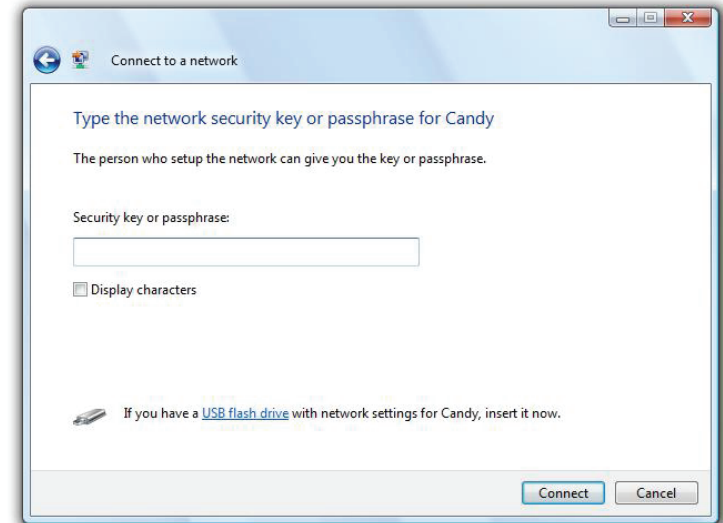 Connect to a network
Type the network security key or passphrase for Candy
The person who setup the network can give you the key or passphrase.
Security key or passphrase:
Display characters
If you have a USB flash drive with network settings for Candy, insert it now.
Connect Cancel